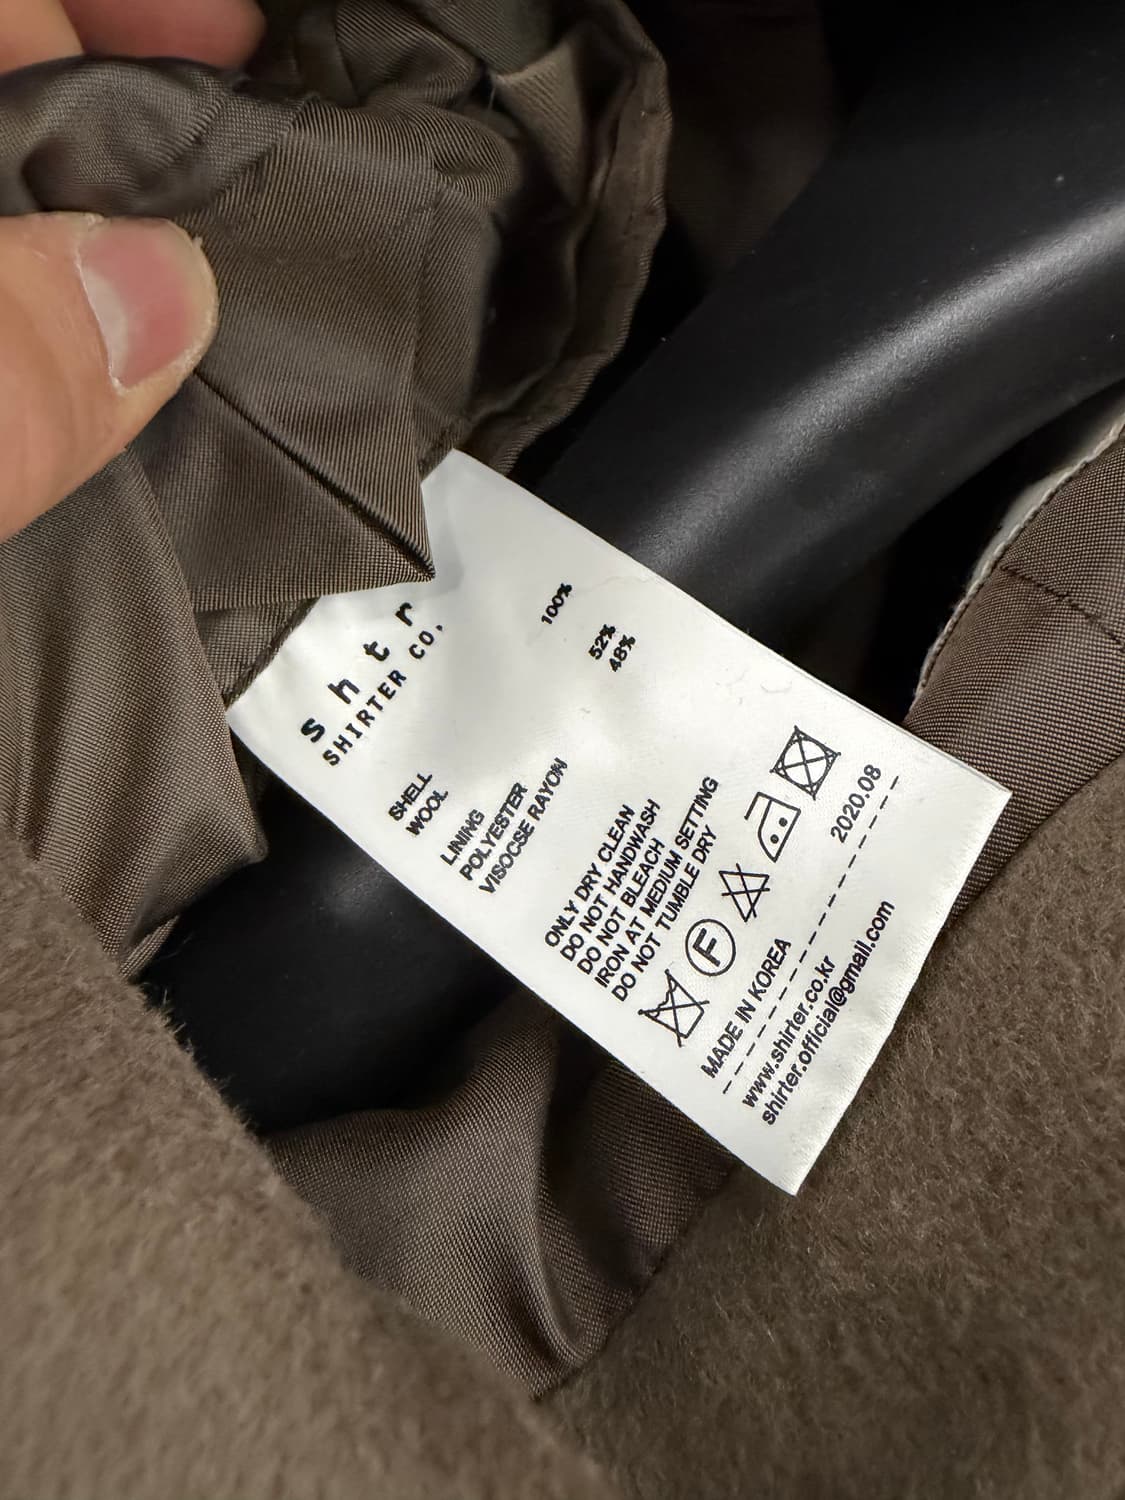 s h t r
SHIRTER CO.
SHELL
WOOL 100%
LINING
POLYESTER 52%
VISOCSE RAYON 48%
ONLY DRY CLEAN
DO NOT HANDWASH
DO NOT BLEACH
IRON AT MEDIUM SETTING
DO NOT TUMBLE DRY
F
MADE IN KOREA 2020.08
www.shirter.co.kr
shirter.official@gmail.com